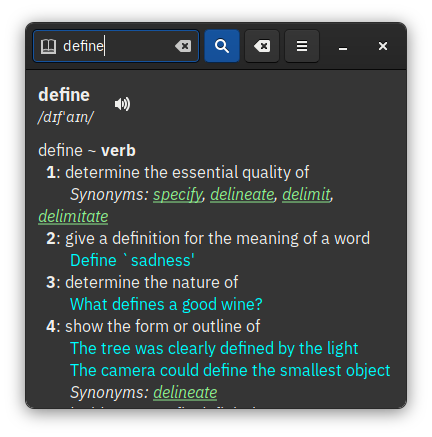 define
define
/dɪfˈaɪn/
define ~ verb
1: determine the essential quality of
Synonyms: specify, delineate, delimit,
delimitate
2: give a definition for the meaning of a word
Define `sadness'
3: determine the nature of
What defines a good wine?
4: show the form or outline of
The tree was clearly defined by the light
The camera could define the smallest object
Synonyms: delineate